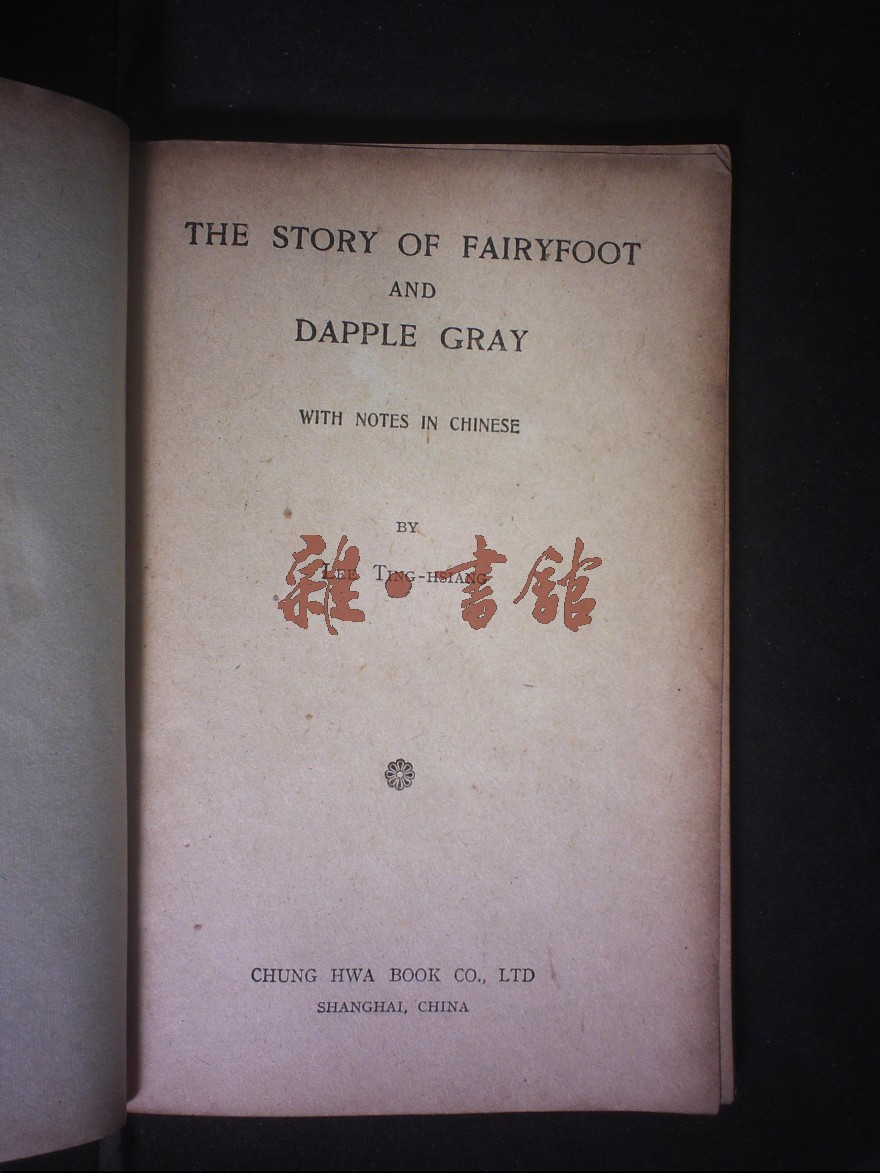 THE STORY OF FAIRYFOOT
AND
DAPPLE GRAY
WITH NOTES IN CHINESE
BY
LEE TING-HSIANG
雜·書館
CHUNG HWA BOOK CO., LTD
SHANGHAI, CHINA